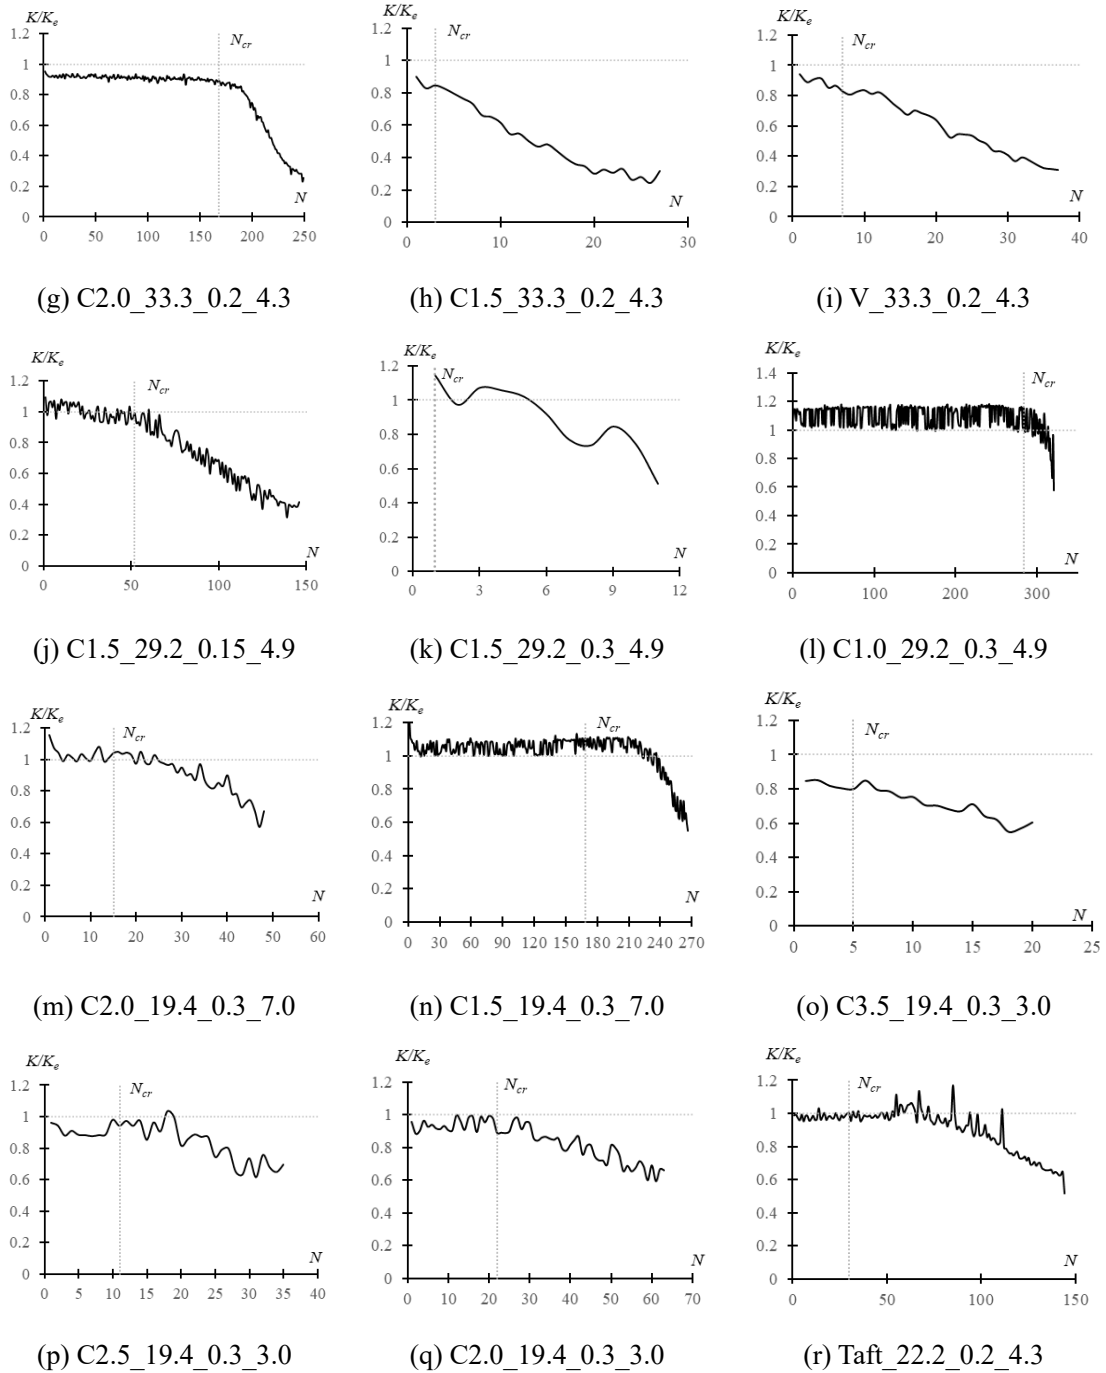 K/Ke
1.2
1
0.8
0.6
0.4
0.2
0
Ncr
N
0 50 100 150 200 250
(g) C2.0_33.3_0.2_4.3
K/Ke
1.2
1
0.8
0.6
0.4
0.2
0
Ncr
N
0 10 20 30
(h) C1.5_33.3_0.2_4.3
K/Ke
1.2
1
0.8
0.6
0.4
0.2
0
Ncr
N
0 10 20 30 40
(i) V_33.3_0.2_4.3
K/Ke
1.2
1
0.8
0.6
0.4
0.2
0
Ncr
N
0 50 100 150
(j) C1.5_29.2_0.15_4.9
K/Ke
1.2
1
0.8
0.6
0.4
0.2
0
Ncr
N
0 3 6 9 12
(k) C1.5_29.2_0.3_4.9
K/Ke
1.4
1.2
1
0.8
0.6
0.4
0.2
0
Ncr
N
0 100 200 300
(l) C1.0_29.2_0.3_4.9
K/Ke
1.2
1
0.8
0.6
0.4
0.2
0
Ncr
N
0 10 20 30 40 50 60
(m) C2.0_19.4_0.3_7.0
K/Ke
1.2
1
0.8
0.6
0.4
0.2
0
Ncr
N
0 30 60 90 120 150 180 210 240 270
(n) C1.5_19.4_0.3_7.0
K/Ke
1.2
1
0.8
0.6
0.4
0.2
0
Ncr
N
0 5 10 15 20 25
(o) C3.5_19.4_0.3_3.0
K/Ke
1.2
1
0.8
0.6
0.4
0.2
0
Ncr
N
0 5 10 15 20 25 30 35 40
(p) C2.5_19.4_0.3_3.0
K/Ke
1.2
1
0.8
0.6
0.4
0.2
0
Ncr
N
0 10 20 30 40 50 60 70
(q) C2.0_19.4_0.3_3.0
K/Ke
1.2
1
0.8
0.6
0.4
0.2
0
Ncr
N
0 50 100 150
(r) Taft_22.2_0.2_4.3